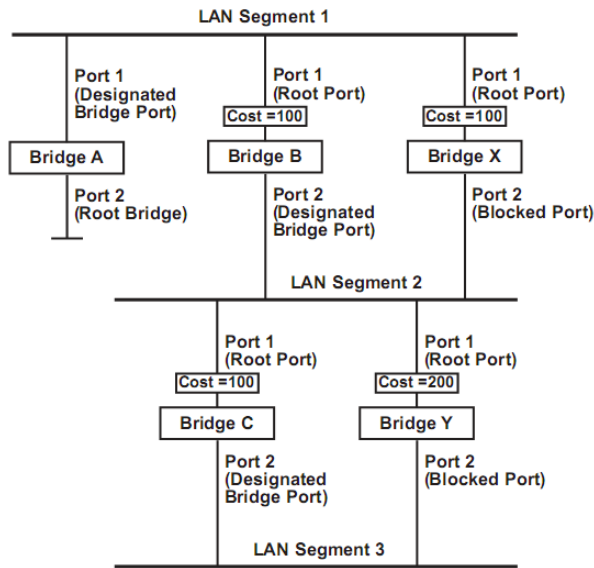 LAN Segment 1
Port 1
(Designated
Bridge Port)
Port 1
(Root Port)
Cost =100
Port 1
(Root Port)
Cost =100
Bridge A
Bridge B
Bridge X
Port 2
(Root Bridge)
Port 2
(Designated
Bridge Port)
Port 2
(Blocked Port)
LAN Segment 2
Port 1
(Root Port)
Cost =100
Port 1
(Root Port)
Cost =200
Bridge C
Bridge Y
Port 2
(Designated
Bridge Port)
Port 2
(Blocked Port)
LAN Segment 3